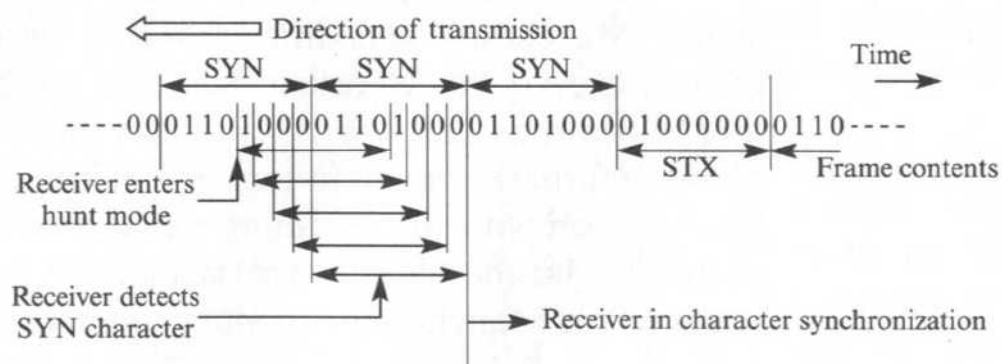 Direction of transmission
SYN SYN SYN Time
----00011010000110100001101000010000000110----
STX Frame contents
Receiver enters
hunt mode
Receiver detects
SYN character
Receiver in character synchronization